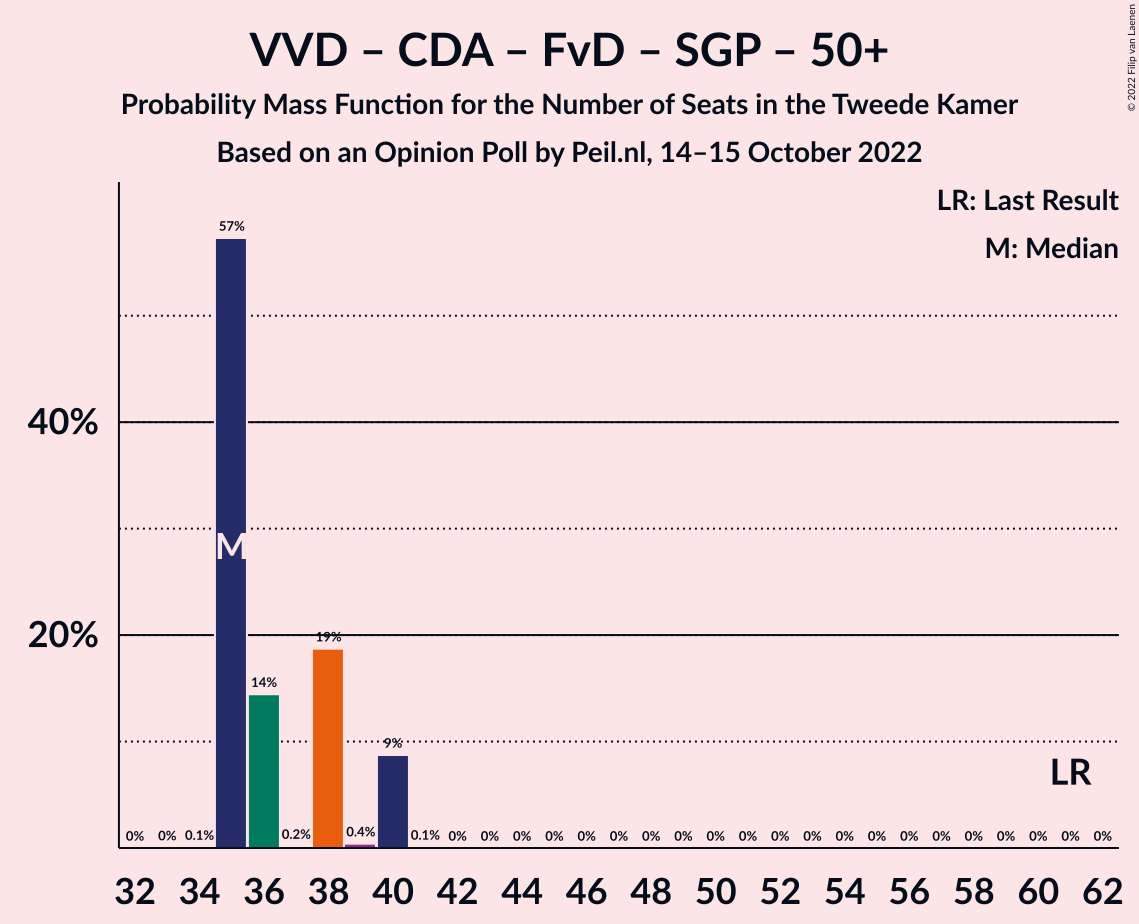 VVD – CDA – FvD – SGP – 50+
Probability Mass Function for the Number of Seats in the Tweede Kamer
Based on an Opinion Poll by Peil.nl, 14–15 October 2022
© 2022 Filip van Laenen
LR: Last Result
M: Median
57%
40%
M
20%
19%
14%
9%
LR
0% 0% 0.1% 0.2% 0.4% 0.1% 0% 0% 0% 0% 0% 0% 0% 0% 0% 0% 0% 0% 0% 0% 0% 0% 0% 0% 0% 0% 0%
32 34 36 38 40 42 44 46 48 50 52 54 56 58 60 62